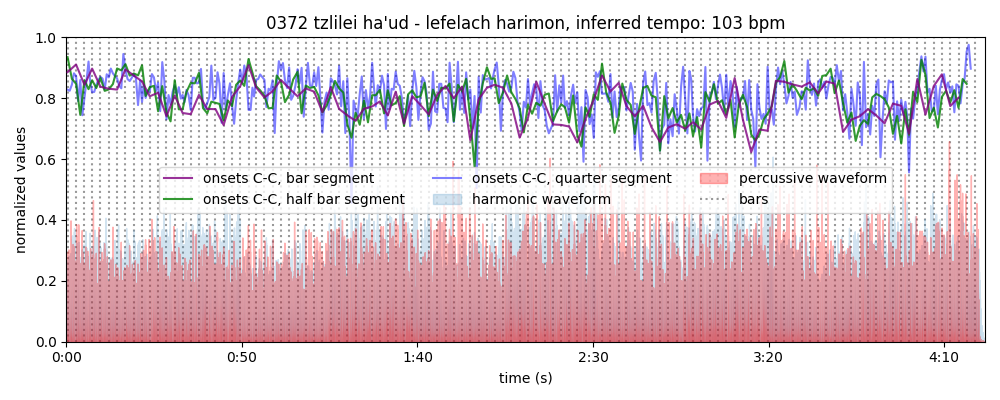 0372 tzlilei ha'ud - lefelach harimon, inferred tempo: 103 bpm
1.0
0.8
0.6
0.4
0.2
0.0
normalized values
onsets C-C, bar segment
onsets C-C, half bar segment
onsets C-C, quarter segment
harmonic waveform
percussive waveform
bars
0:00 0:50 1:40 2:30 3:20 4:10
time (s)